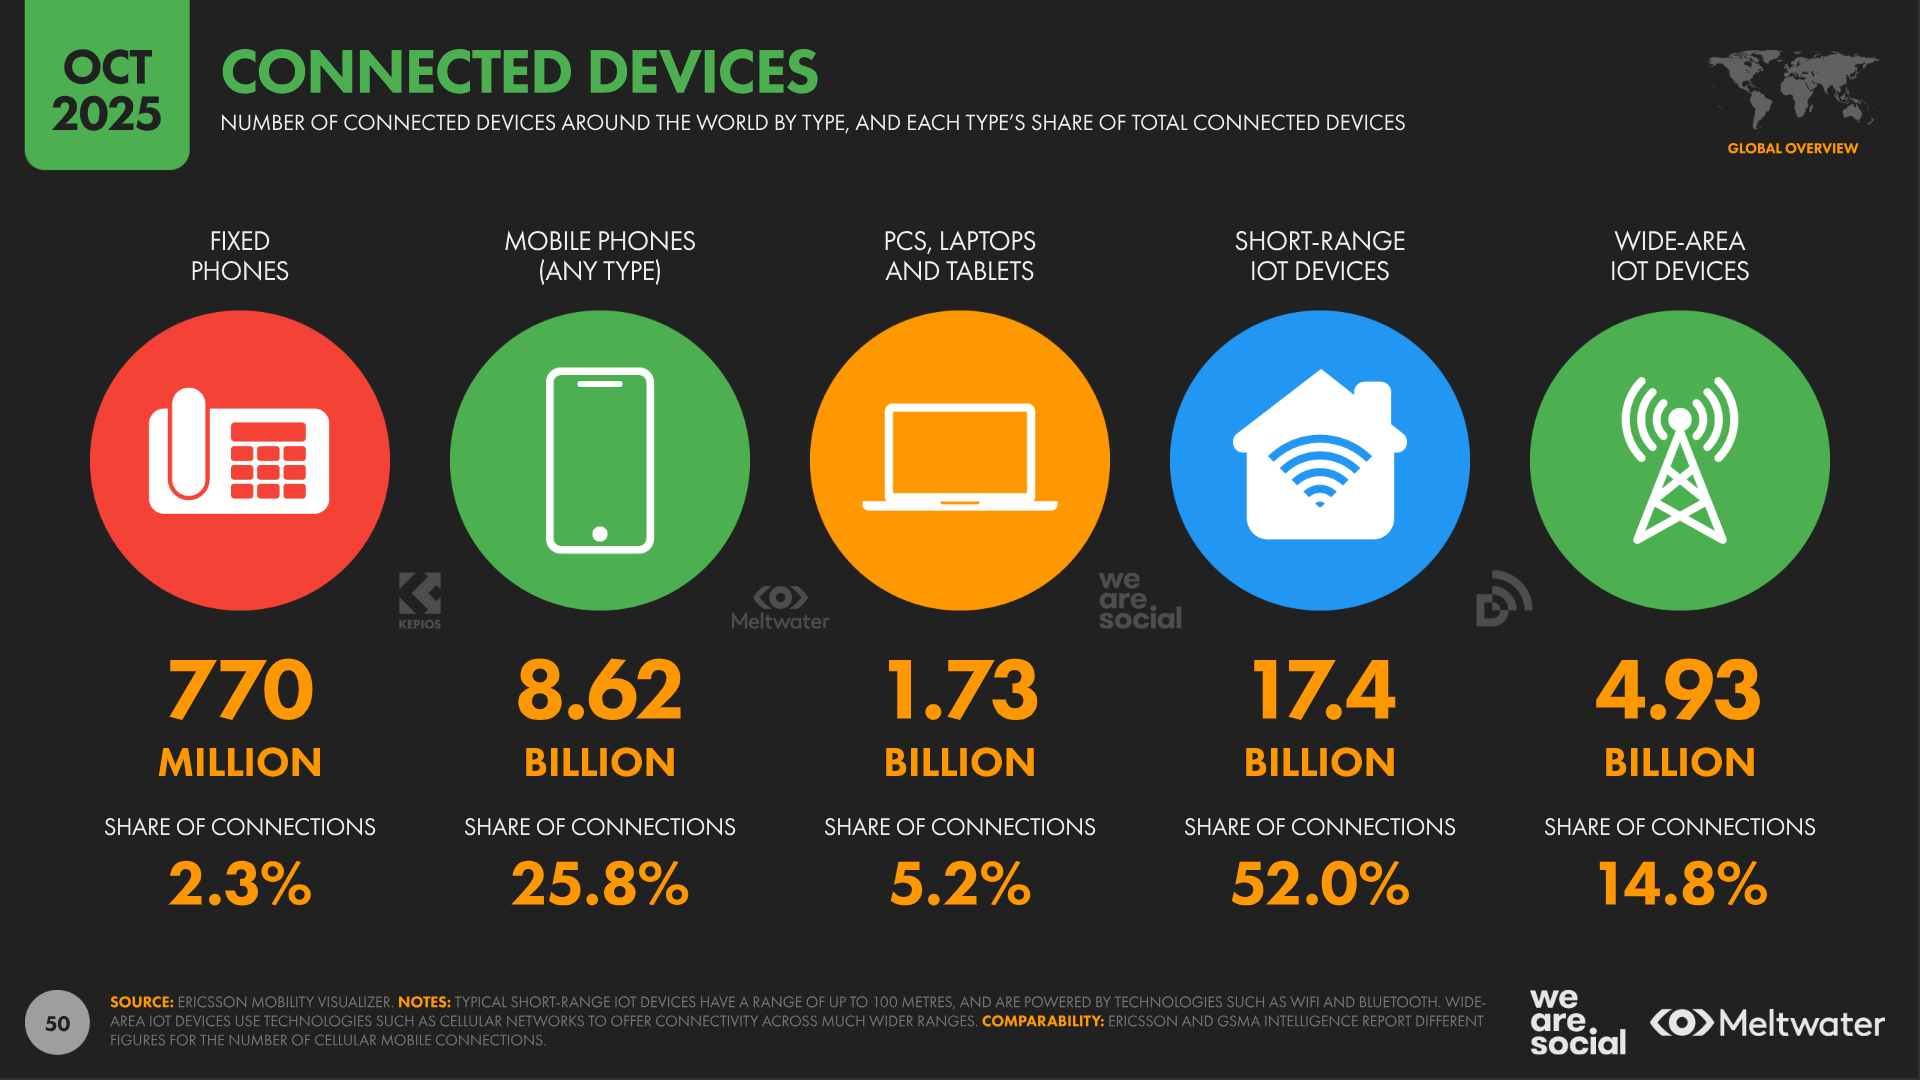 OCT
2025
CONNECTED DEVICES
NUMBER OF CONNECTED DEVICES AROUND THE WORLD BY TYPE, AND EACH TYPE’S SHARE OF TOTAL CONNECTED DEVICES
GLOBAL OVERVIEW
FIXED
PHONES
MOBILE PHONES
(ANY TYPE)
PCS, LAPTOPS
AND TABLETS
SHORT-RANGE
IOT DEVICES
WIDE-AREA
IOT DEVICES
KEPIOS
Meltwater
we
are.
social
770
MILLION
8.62
BILLION
1.73
BILLION
17.4
BILLION
4.93
BILLION
SHARE OF CONNECTIONS
2.3%
SHARE OF CONNECTIONS
25.8%
SHARE OF CONNECTIONS
5.2%
SHARE OF CONNECTIONS
52.0%
SHARE OF CONNECTIONS
14.8%
50
SOURCE: ERICSSON MOBILITY VISUALIZER. NOTES: TYPICAL SHORT-RANGE IOT DEVICES HAVE A RANGE OF UP TO 100 METRES, AND ARE POWERED BY TECHNOLOGIES SUCH AS WIFI AND BLUETOOTH. WIDE-
AREA IOT DEVICES USE TECHNOLOGIES SUCH AS CELLULAR NETWORKS TO OFFER CONNECTIVITY ACROSS MUCH WIDER RANGES. COMPARABILITY: ERICSSON AND GSMA INTELLIGENCE REPORT DIFFERENT
FIGURES FOR THE NUMBER OF CELLULAR MOBILE CONNECTIONS.
we
are.
social
Meltwater